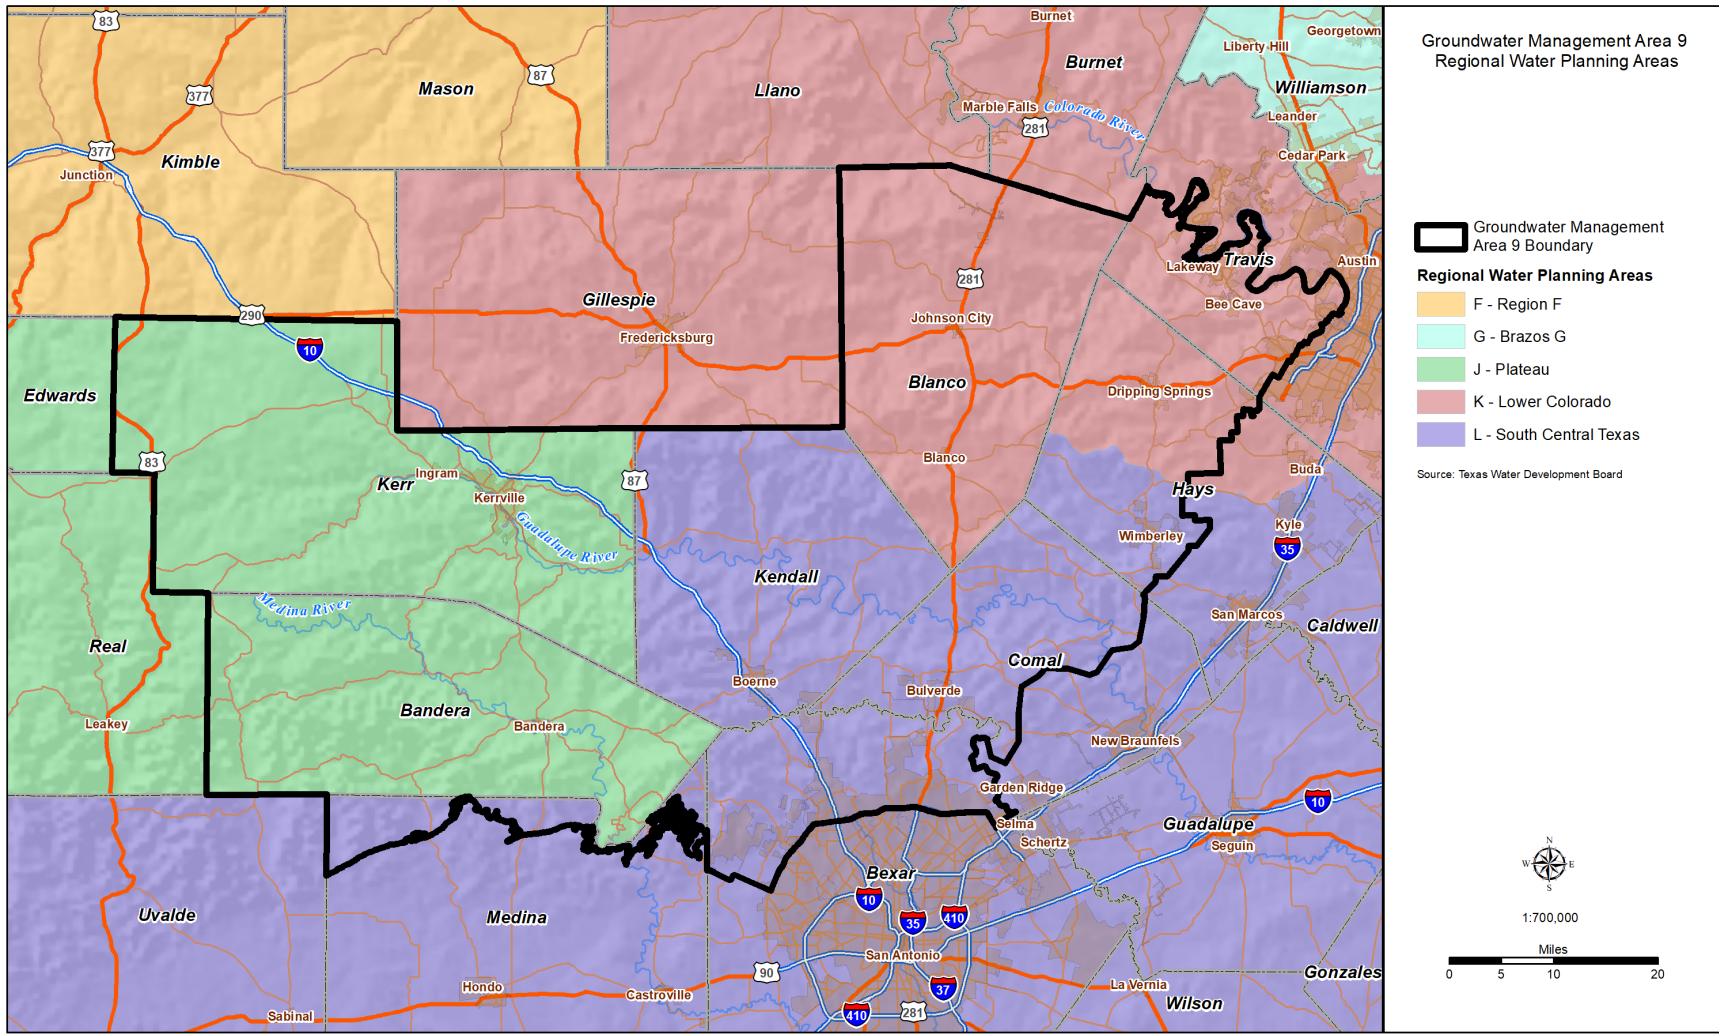 Groundwater Management Area 9
Regional Water Planning Areas
Groundwater Management
Area 9 Boundary
Regional Water Planning Areas
F - Region F
G - Brazos G
J - Plateau
K - Lower Colorado
L - South Central Texas
Source: Texas Water Development Board
N
W
E
S
1:700,000
Miles
0
5
10
20
83
Burnet
Georgetown
Liberty Hill
Burnet
87
Mason
Llano
Williamson
377
Marble Falls
Colorado River
Leander
281
377
Kimble
Cedar Park
Junction
Travis
Austin
Lakeway
281
Gillespie
Bee Cave
290
Johnson City
Fredericksburg
10
Blanco
Edwards
Dripping Springs
Blanco
83
Ingram
Buda
87
Kerr
Hays
Kerrville
Guadalupe River
Kyle
Wimberley
35
Kendall
Medina River
San Marcos
Caldwell
Real
Comal
Boerne
Bulverde
Bandera
Leakey
Bandera
New Braunfels
Garden Ridge
10
Selma
Guadalupe
Schertz
Seguin
Bexar
10
Uvalde
Medina
35
410
San Antonio
90
Gonzales
Hondo
Castroville
37
La Vernia
Wilson
Sabinal
410
281